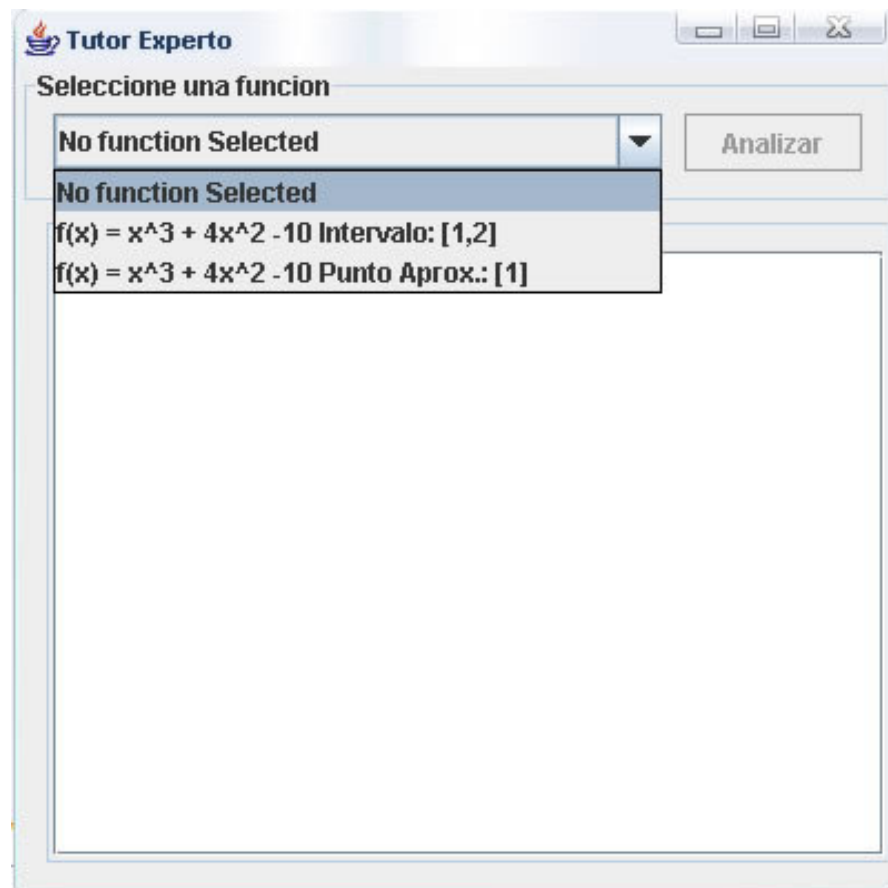 Tutor Experto
Seleccione una funcion
No function Selected
Analizar
No function Selected
f(x) = x^3 + 4x^2 -10 Intervalo: [1,2]
f(x) = x^3 + 4x^2 -10 Punto Aprox.: [1]